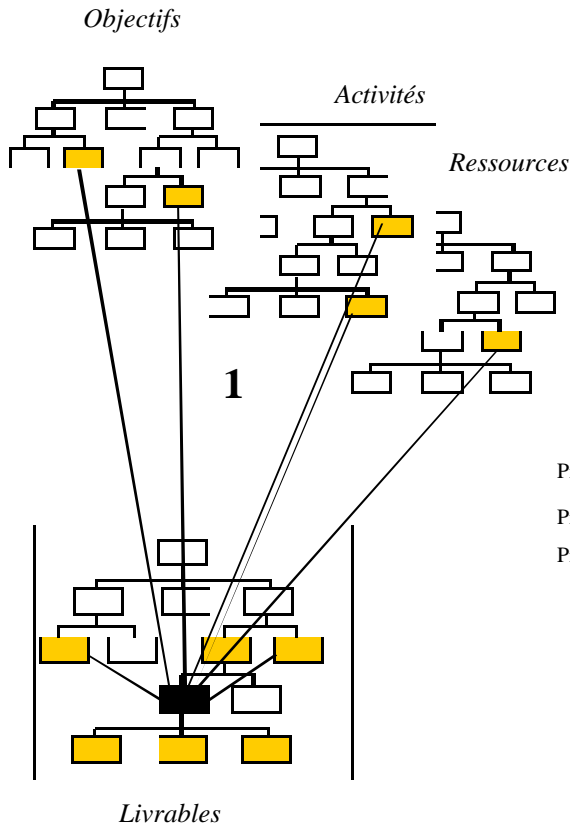 Objectifs
Activités
Ressources
1
P
P
P
Livrables